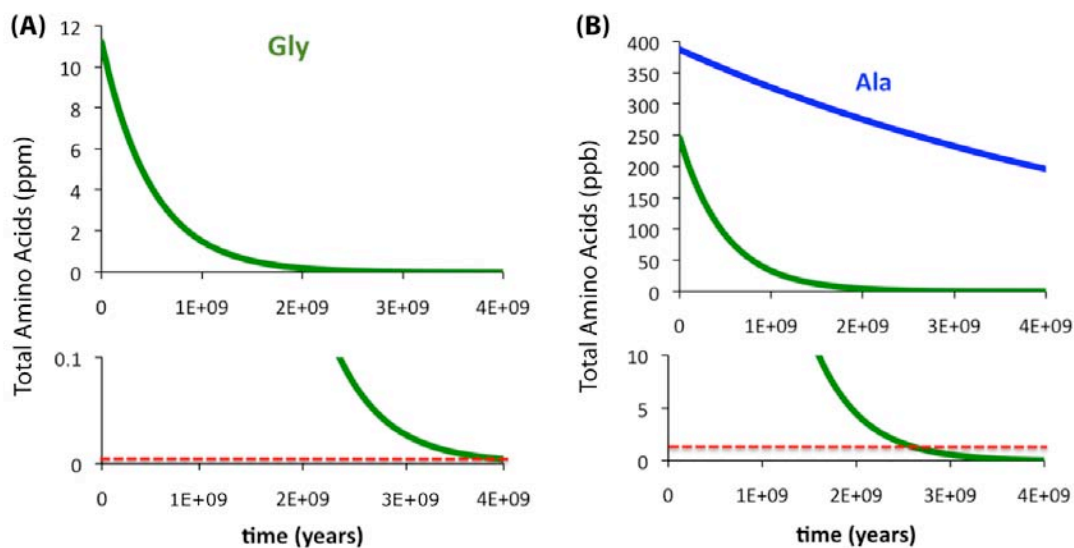 (A)
Gly
Total Amino Acids (ppm)
12
10
8
6
4
2
0
0 1E+09 2E+09 3E+09 4E+09
0.1
0
0 1E+09 2E+09 3E+09 4E+09
time (years)
(B)
Ala
Total Amino Acids (ppb)
400
350
300
250
200
150
100
50
0
0 1E+09 2E+09 3E+09 4E+09
10
5
0
0 1E+09 2E+09 3E+09 4E+09
time (years)